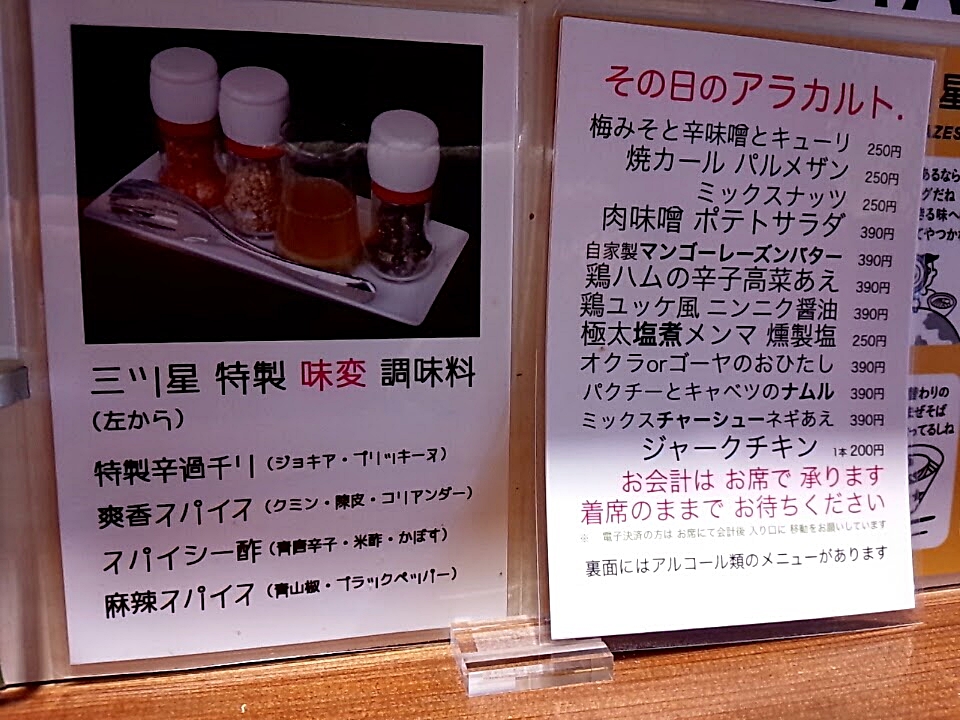 三ツ星 特製 味変 調味料
(左から)
特製辛過千リ (ジョキア・プリッキーヌ)
爽香スパイス (クミン・陳皮・コリアンダー)
スパイシー酢 (青唐辛子・米酢・かぼす)
麻辣スパイス (青山椒・ブラックペッパー)
その日のアラカルト.
梅みそと辛味噌とキューリ 250円
焼カール パルメザン 250円
ミックスナッツ 250円
肉味噌 ポテトサラダ 390円
自家製マンゴーレーズンバター 390円
鶏ハムの辛子高菜あえ 390円
鶏ユッケ風 ニンニク醤油 390円
極太塩煮メンマ 燻製塩 250円
オクラorゴーヤのおひたし 390円
パクチーとキャベツのナムル 390円
ミックスチャーシューネギあえ 390円
ジャークチキン 1本200円
お会計は お席で 承ります
着席のままで お待ちください
※ 電子決済の方は お席にて会計後 入り口に 移動をお願いしています
裏面にはアルコール類のメニューがあります